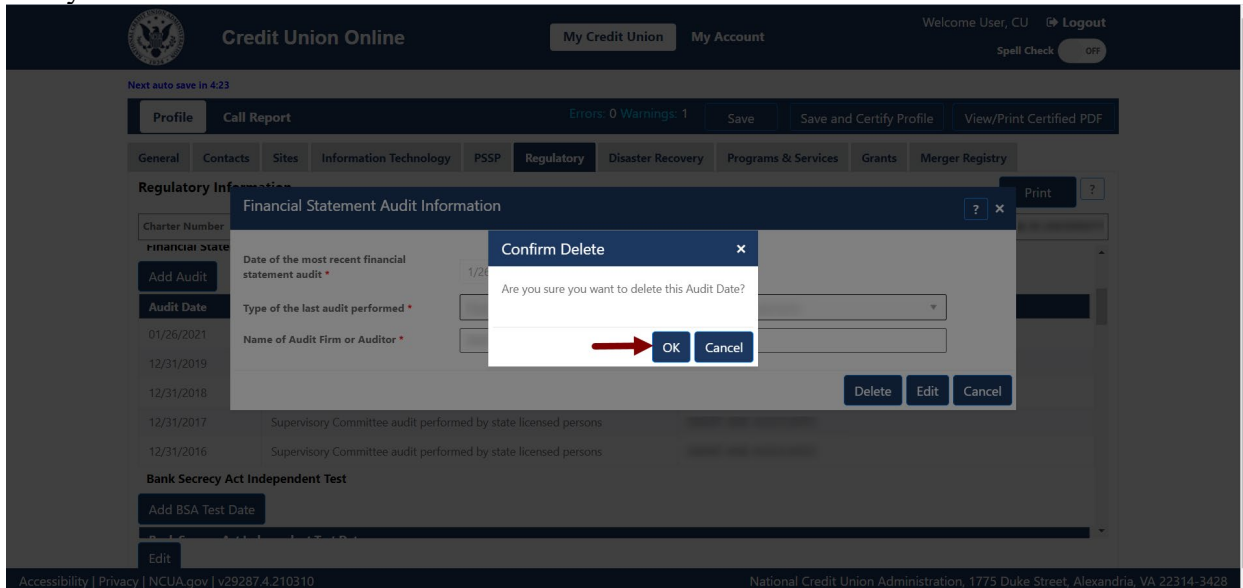 Credit Union Online
My Credit Union My Account
Welcome User, CU Logout
Spell Check OFF
Next auto save in 4:23
Profile Call Report Errors: 0 Warnings: 1 Save Save and Certify Profile View/Print Certified PDF
General Contacts Sites Information Technology PSSP Regulatory Disaster Recovery Programs & Services Grants Merger Registry
Regulatory Information Print ?
Financial Statement Audit Information ? ×
Charter Number
Financial State
Confirm Delete ×
Add Audit
Date of the most recent financial
statement audit * 1/26
Are you sure you want to delete this Audit Date?
Audit Date
Type of the last audit performed *
01/26/2021
Name of Audit Firm or Auditor *
OK Cancel
12/31/2019
12/31/2018
Delete Edit Cancel
12/31/2017 Supervisory Committee audit performed by state licensed persons
12/31/2016 Supervisory Committee audit performed by state licensed persons
Bank Secrecy Act Independent Test
Add BSA Test Date
Edit
Accessibility | Privacy | NCUA.gov | v29287.4.210310 National Credit Union Administration, 1775 Duke Street, Alexandria, VA 22314-3428